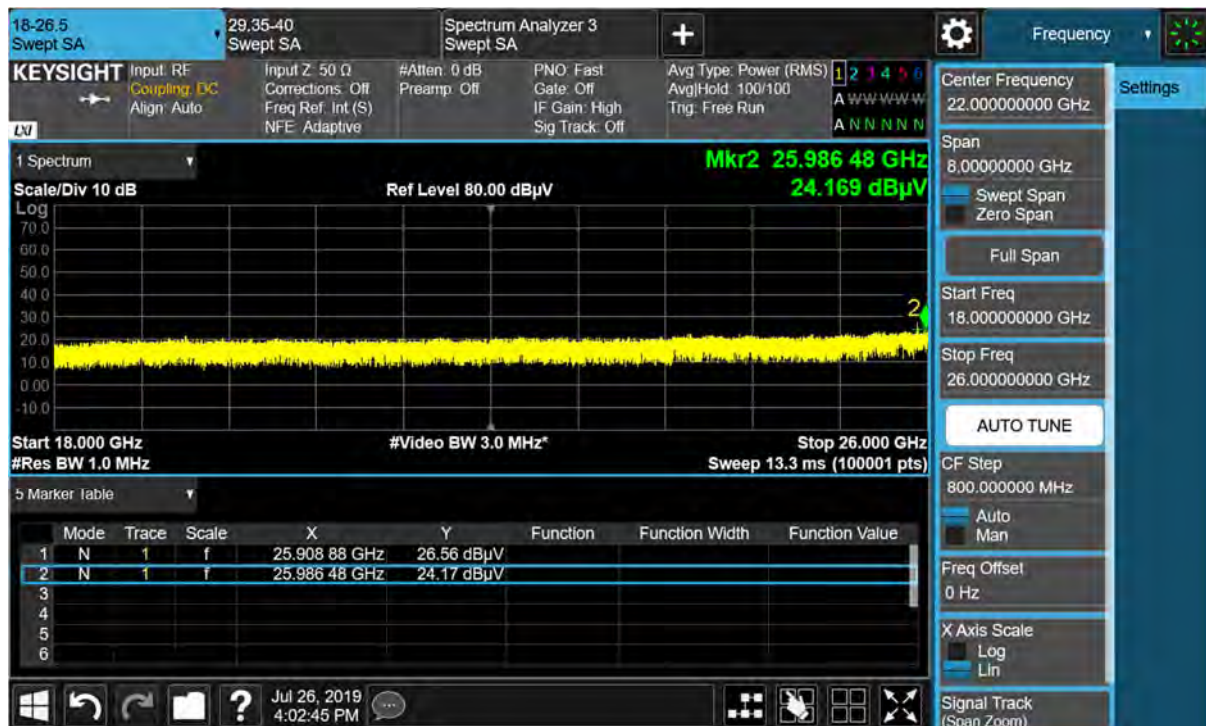 18-26.5
Swept SA
29.35-40
Swept SA
Spectrum Analyzer 3
Swept SA
+
Frequency
KEYSIGHT
LXI
Input: RF
Coupling: DC
Align: Auto
Input Z: 50 Ω
Corrections: Off
Freq Ref: Int (S)
NFE: Adaptive
#Atten: 0 dB
Preamp: Off
PNO: Fast
Gate: Off
IF Gain: High
Sig Track: Off
Avg Type: Power (RMS)
Avg|Hold: 100/100
Trig: Free Run
1 2 3 4 5 6
A W W W W W
A N N N N N
1 Spectrum
Scale/Div 10 dB
Ref Level 80.00 dBµV
Mkr2 25.986 48 GHz
24.169 dBµV
Log
70.0
60.0
50.0
40.0
30.0
20.0
10.0
0.00
-10.0
2
Start 18.000 GHz
#Video BW 3.0 MHz*
Stop 26.000 GHz
#Res BW 1.0 MHz
Sweep 13.3 ms (100001 pts)
5 Marker Table
Mode Trace Scale X Y Function Function Width Function Value
1 N 1 f 25.908 88 GHz 26.56 dBµV
2 N 1 f 25.986 48 GHz 24.17 dBµV
3
4
5
6
?
Jul 26, 2019
4:02:45 PM
Center Frequency
22.000000000 GHz
Span
8.00000000 GHz
Swept Span
Zero Span
Full Span
Start Freq
18.000000000 GHz
Stop Freq
26.000000000 GHz
AUTO TUNE
CF Step
800.000000 MHz
Auto
Man
Freq Offset
0 Hz
X Axis Scale
Log
Lin
Signal Track
(Span Zoom)
Settings